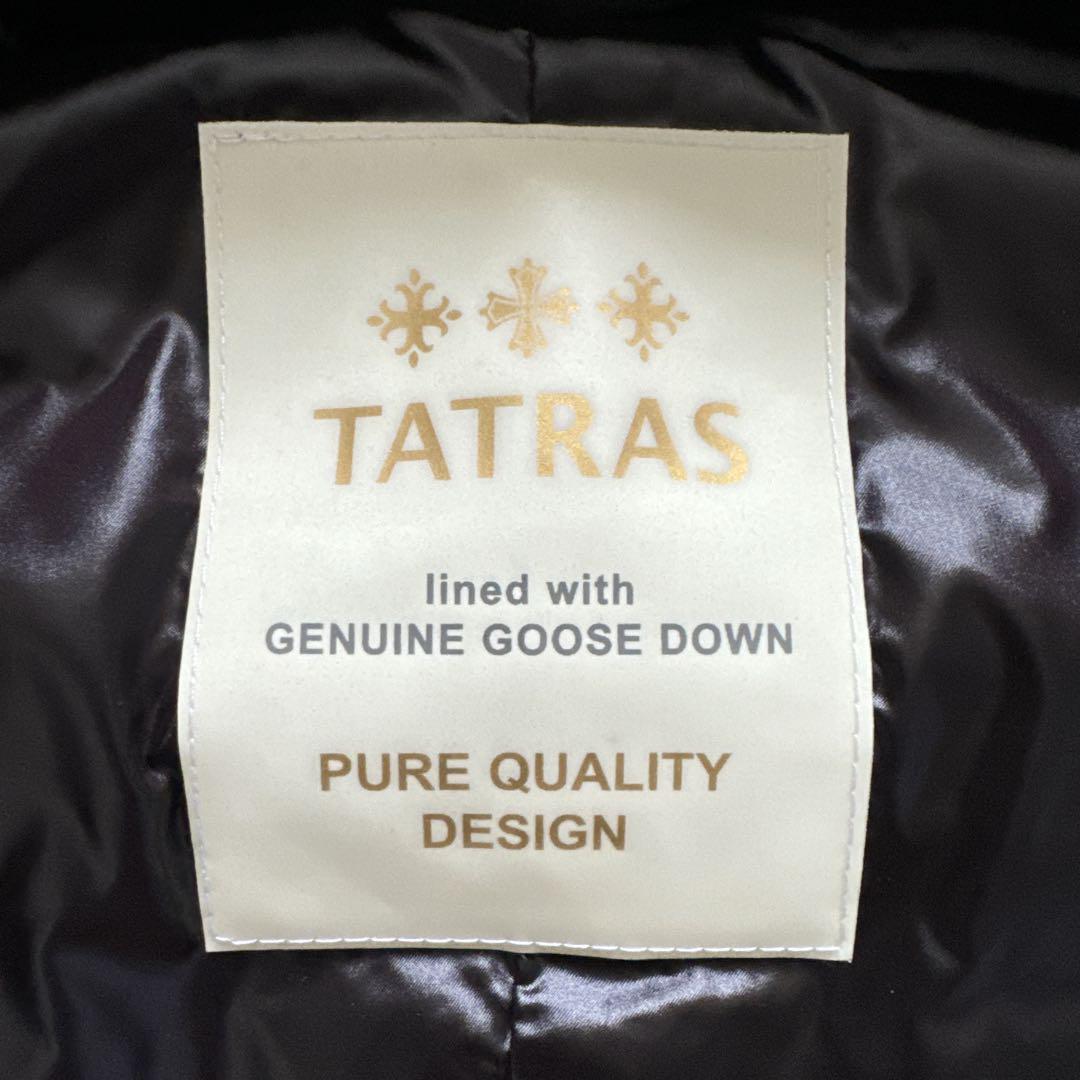 TATRAS
lined with
GENUINE GOOSE DOWN
PURE QUALITY
DESIGN